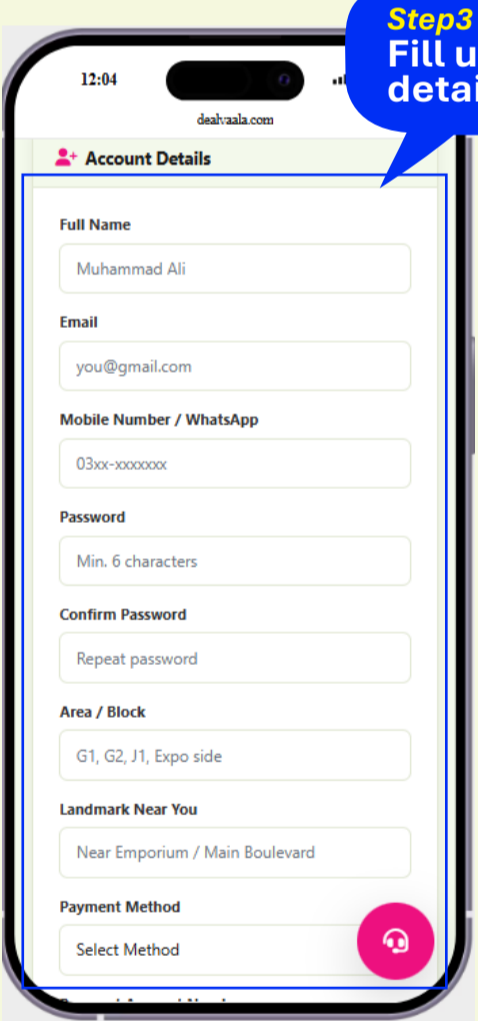 Step3
Fill u
detai
12:04
dealvaala.com
Account Details
Full Name
Muhammad Ali
Email
you@gmail.com
Mobile Number / WhatsApp
03xx-xxxxxxx
Password
Min. 6 characters
Confirm Password
Repeat password
Area / Block
G1, G2, J1, Expo side
Landmark Near You
Near Emporium / Main Boulevard
Payment Method
Select Method